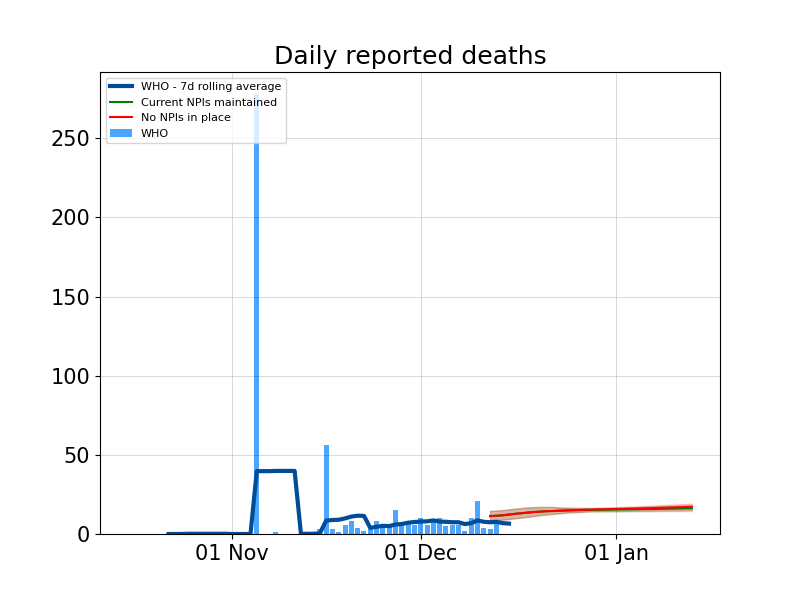 Daily reported deaths
WHO - 7d rolling average
Current NPIs maintained
No NPIs in place
WHO
250
200
150
100
50
0
01 Nov
01 Dec
01 Jan